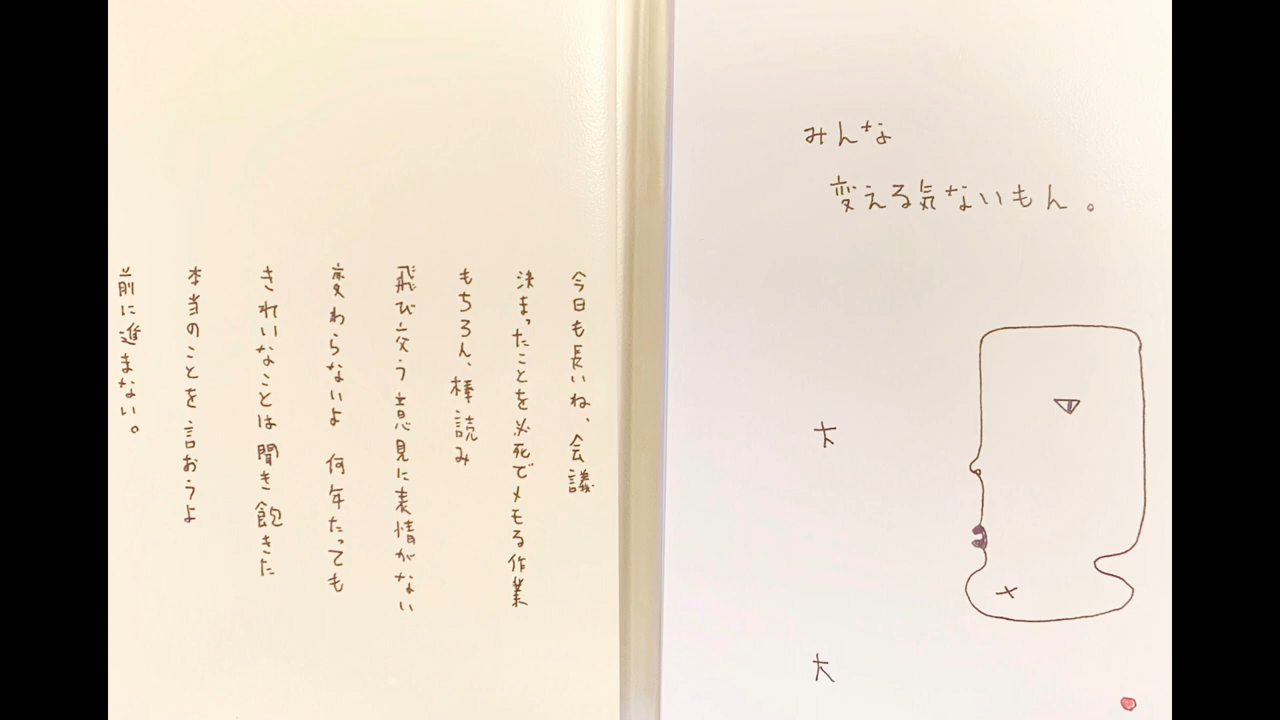 今日も長いね、会議
決まったことを必死でメモる作業
もちろん、棒読み
飛び交う意見に表情がない
変わらないよ 何年たっても
きれいなことは聞き飽きた
本当のことを言おうよ
前に進まない。
みんな
変える気ないもん。